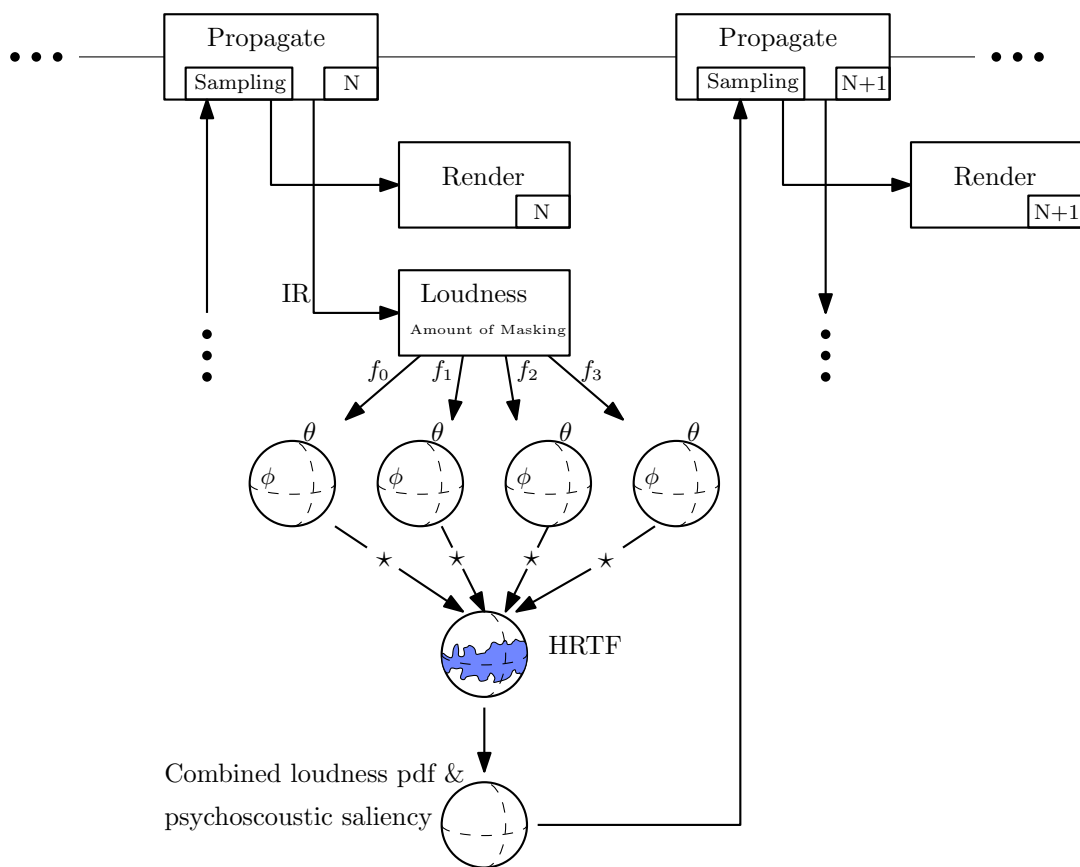 Propagate
Sampling
N
Propagate
Sampling
N+1
Render
N
Render
N+1
IR
Loudness
Amount of Masking
f0
f1
f2
f3
θ
θ
θ
θ
ϕ
ϕ
ϕ
ϕ
⋆ ⋆ ⋆ ⋆
HRTF
Combined loudness pdf &
psychoscoustic saliency